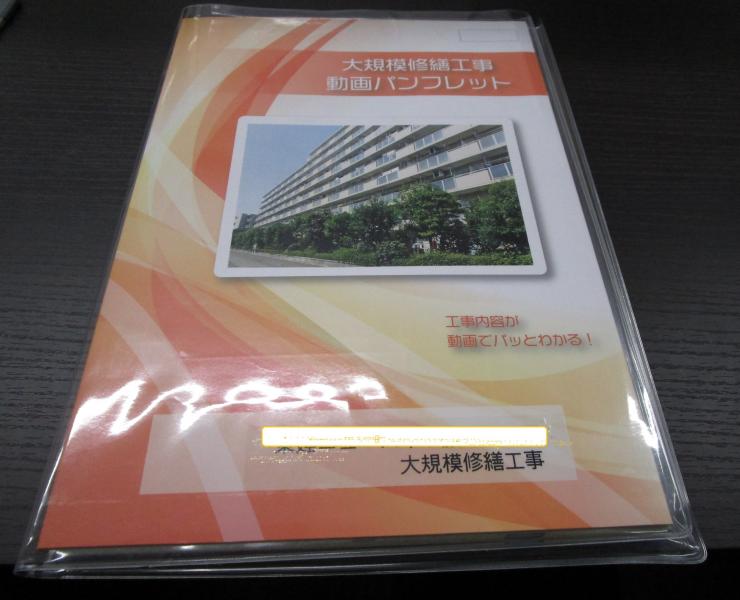 大規模修繕工事
動画パンフレット
工事内容が
動画でパッとわかる！
大規模修繕工事